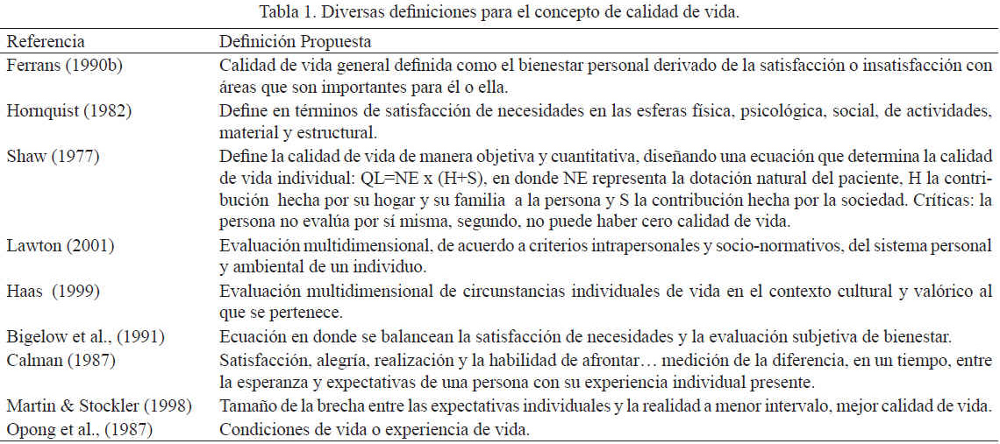 Tabla 1. Diversas definiciones para el concepto de calidad de vida.
Referencia Definición Propuesta
Ferrans (1990b) Calidad de vida general definida como el bienestar personal derivado de la satisfacción o insatisfacción con
áreas que son importantes para él o ella.
Hornquist (1982) Define en términos de satisfacción de necesidades en las esferas física, psicológica, social, de actividades,
material y estructural.
Shaw (1977) Define la calidad de vida de manera objetiva y cuantitativa, diseñando una ecuación que determina la calidad
de vida individual: QL=NE x (H+S), en donde NE representa la dotación natural del paciente, H la contri-
bución hecha por su hogar y su familia a la persona y S la contribución hecha por la sociedad. Críticas: la
persona no evalúa por sí misma, segundo, no puede haber cero calidad de vida.
Lawton (2001) Evaluación multidimensional, de acuerdo a criterios intrapersonales y socio-normativos, del sistema personal
y ambiental de un individuo.
Haas (1999) Evaluación multidimensional de circunstancias individuales de vida en el contexto cultural y valórico al
que se pertenece.
Bigelow et al., (1991) Ecuación en donde se balancean la satisfacción de necesidades y la evaluación subjetiva de bienestar.
Calman (1987) Satisfacción, alegría, realización y la habilidad de afrontar… medición de la diferencia, en un tiempo, entre
la esperanza y expectativas de una persona con su experiencia individual presente.
Martin & Stockler (1998) Tamaño de la brecha entre las expectativas individuales y la realidad a menor intervalo, mejor calidad de vida.
Opong et al., (1987) Condiciones de vida o experiencia de vida.